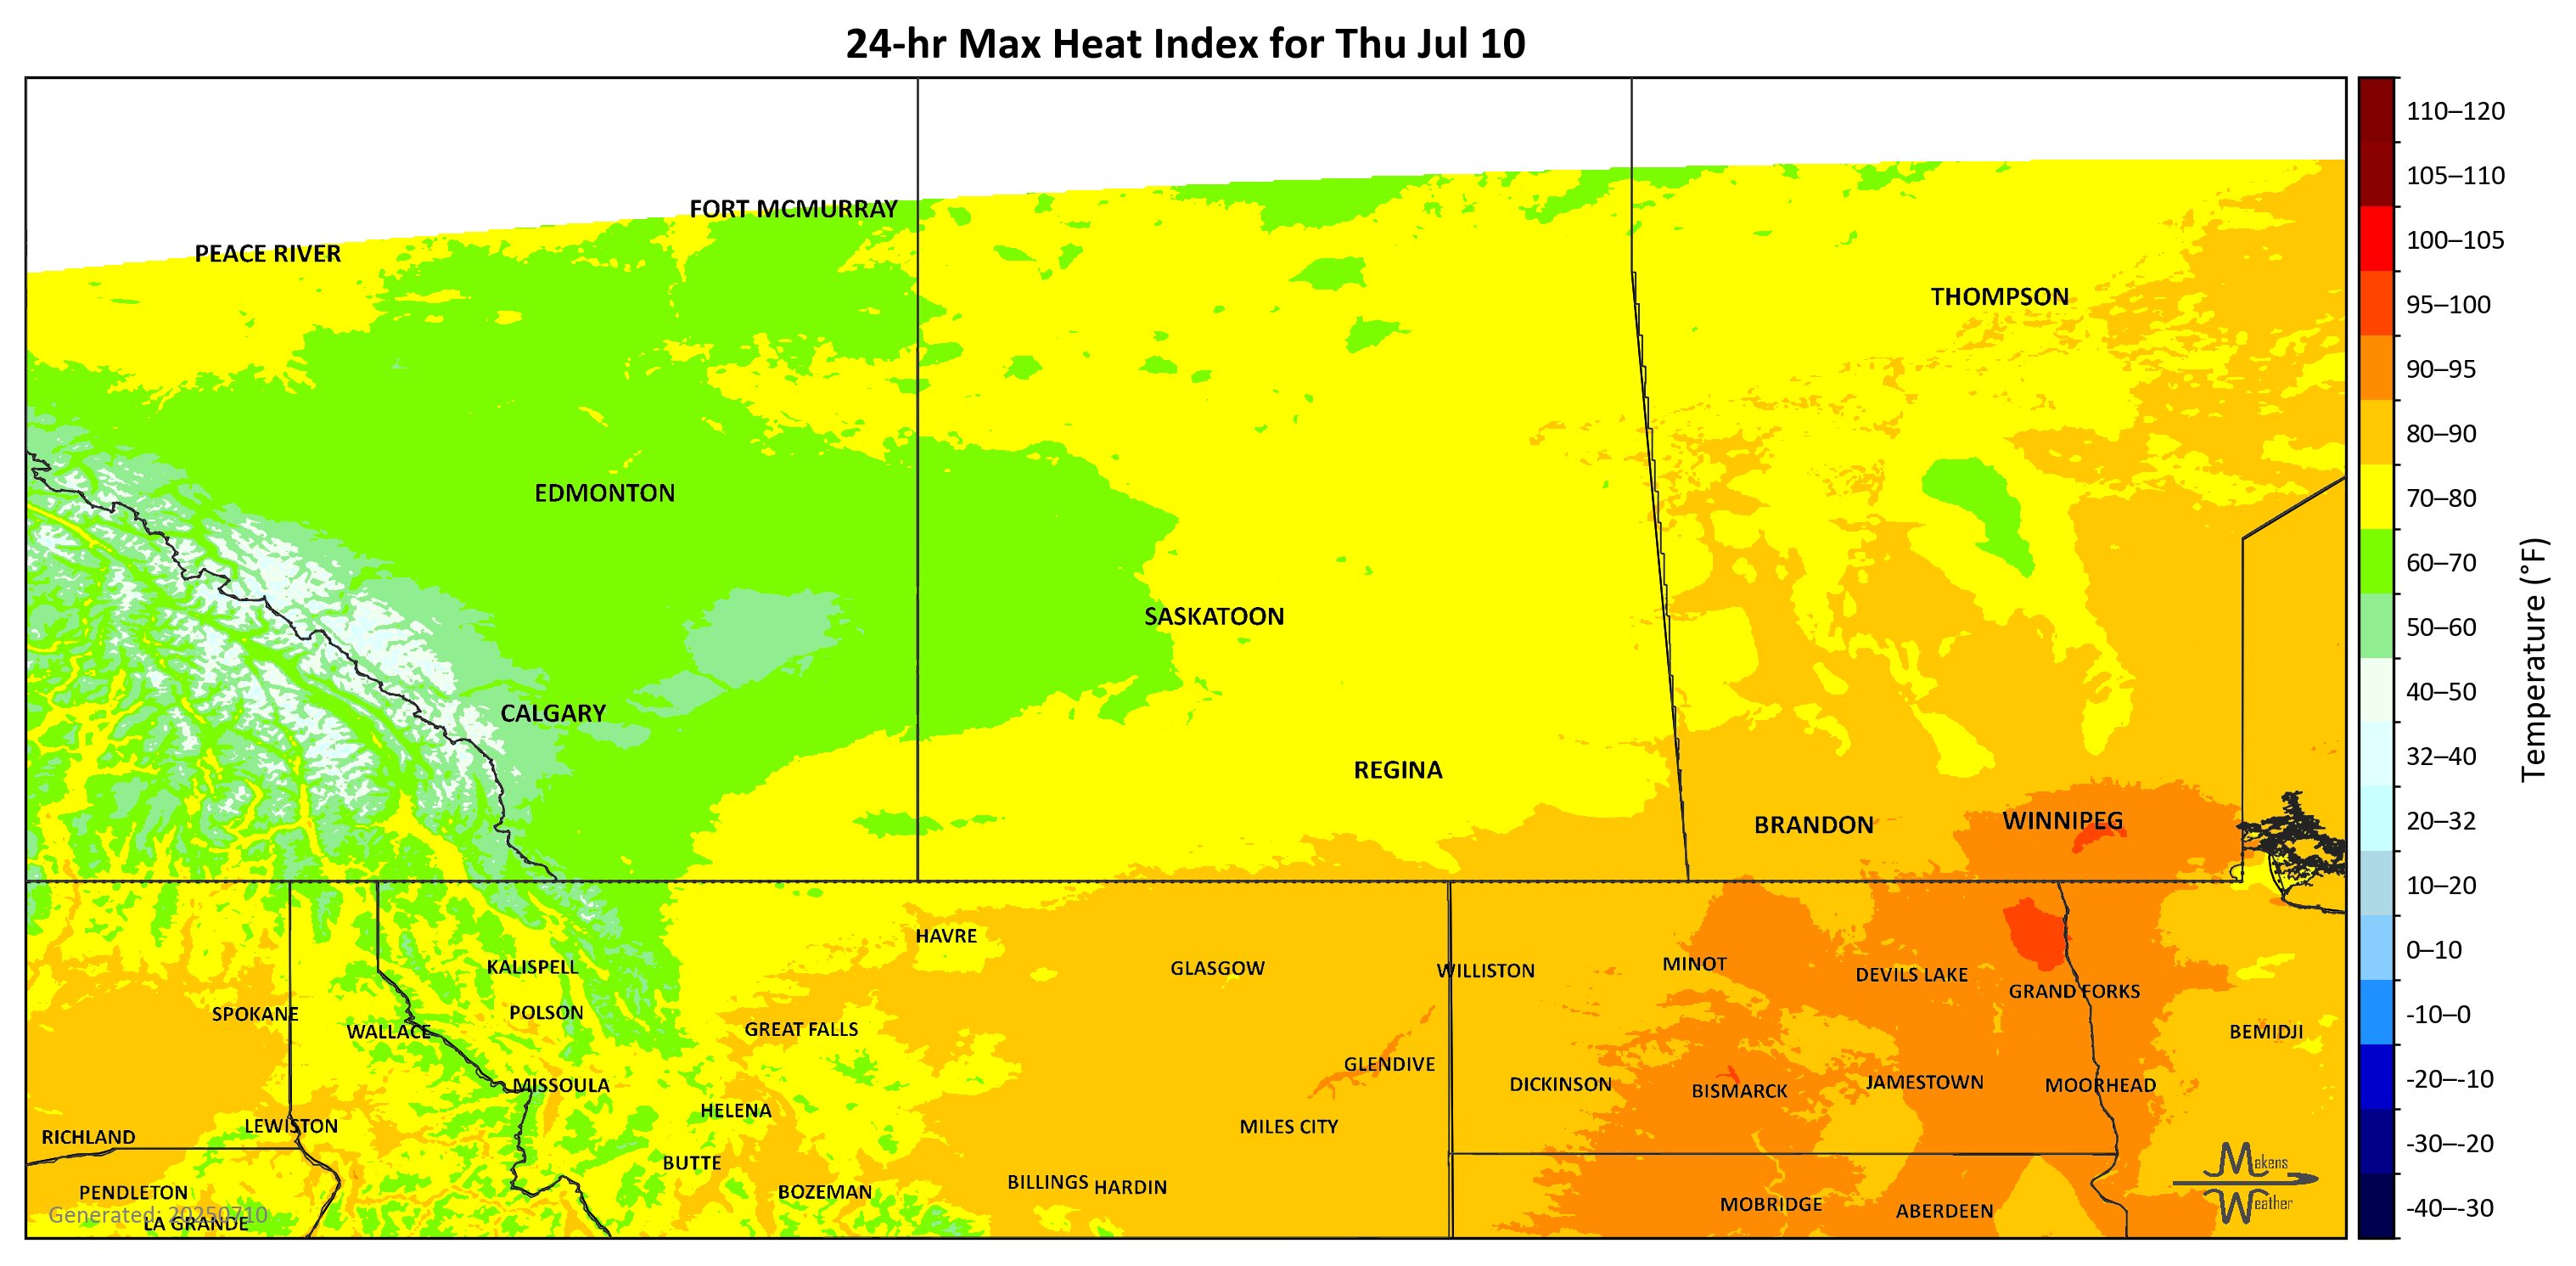 24-hr Max Heat Index for Thu Jul 10
110–120
105–110
FORT MCMURRAY
PEACE RIVER
100–105
THOMPSON
95–100
90–95
80–90
EDMONTON
70–80
60–70
SASKATOON
50–60
CALGARY
40–50
REGINA
32–40
BRANDON
WINNIPEG
20–32
10–20
HAVRE
0–10
KALISPELL
GLASGOW
WILLISTON
MINOT
DEVILS LAKE
GRAND FORKS
SPOKANE
POLSON
-10–0
WALLACE
GREAT FALLS
BEMIDJI
GLENDIVE
-20–-10
MISSOULA
DICKINSON
BISMARCK
JAMESTOWN
MOORHEAD
HELENA
LEWISTON
MILES CITY
RICHLAND
-30–-20
BUTTE
Makens
Weather
PENDLETON
BOZEMAN
BILLINGS
HARDIN
MOBRIDGE
ABERDEEN
-40–-30
Generated: 20250710
LA GRANDE
Temperature (°F)